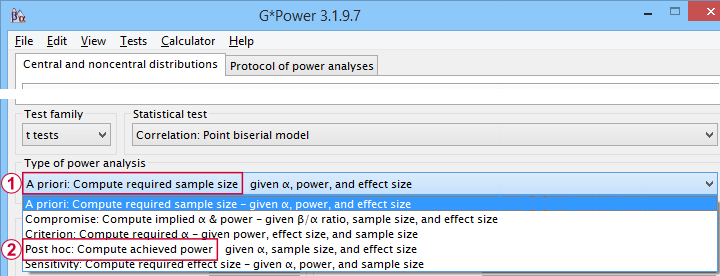 βα G*Power 3.1.9.7
File Edit View Tests Calculator Help
Central and noncentral distributions Protocol of power analyses
Test family Statistical test
t tests Correlation: Point biserial model
Type of power analysis
1 A priori: Compute required sample size given α, power, and effect size
A priori: Compute required sample size - given α, power, and effect size
Compromise: Compute implied α & power - given β/α ratio, sample size, and effect size
Criterion: Compute required α - given power, effect size, and sample size
2 Post hoc: Compute achieved power given α, sample size, and effect size
Sensitivity: Compute required effect size - given α, power, and sample size